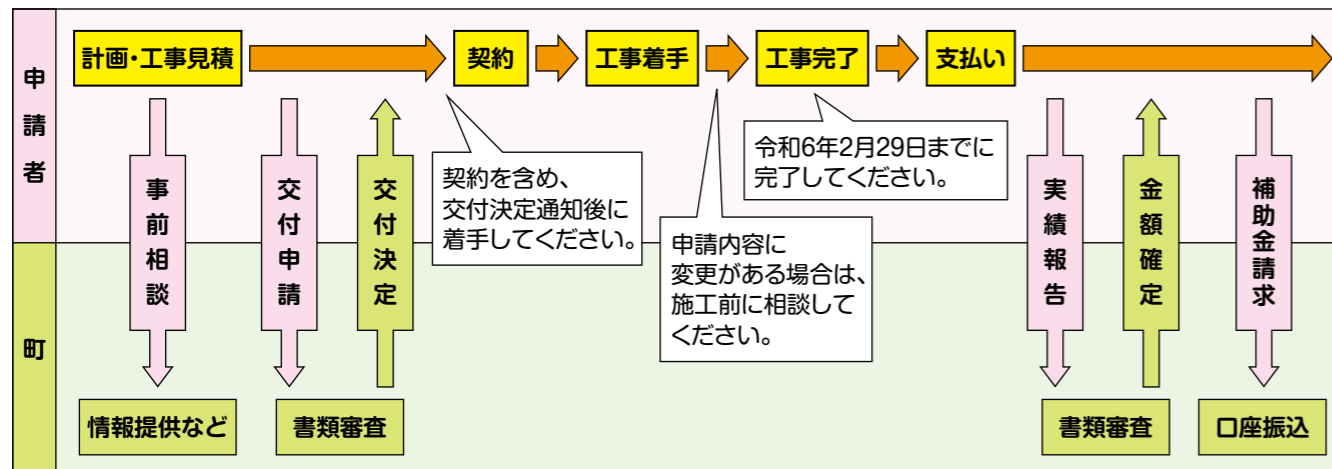 申請者
計画・工事見積
契約
工事着手
工事完了
支払い
事前相談
交付申請
交付決定
契約を含め、
交付決定通知後に
着手してください。
申請内容に
変更がある場合は、
施工前に相談して
ください。
令和6年2月29日までに
完了してください。
実績報告
金額確定
補助金請求
町
情報提供など
書類審査
書類審査
口座振込